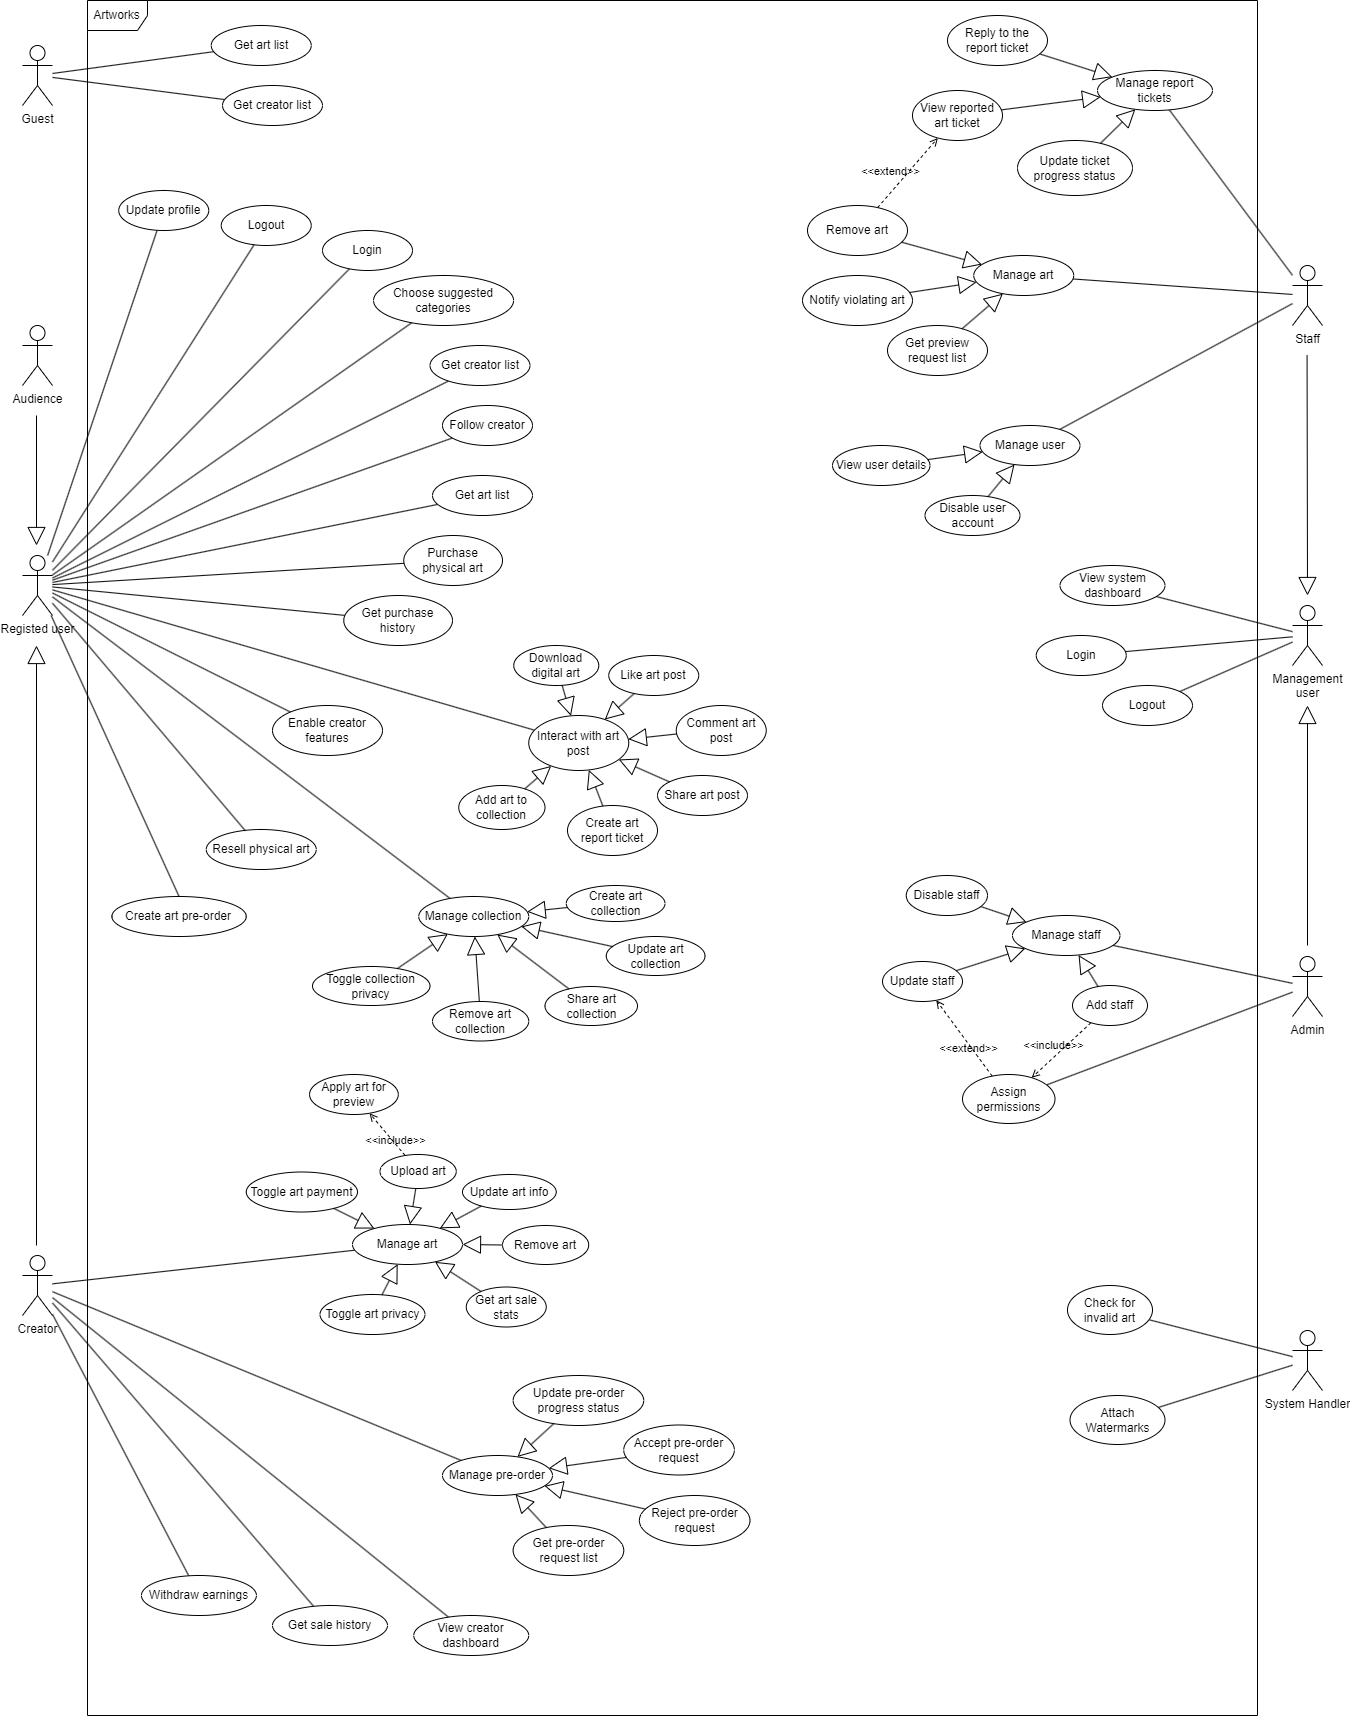 Artworks
Guest
Get art list
Get creator list
Update profile
Logout
Login
Choose suggested
categories
Get creator list
Follow creator
Get art list
Purchase
physical art
Get purchase
history
Audience
Registed user
Download
digital art
Like art post
Comment art
post
Interact with art
post
Share art post
Add art to
collection
Create art
report ticket
Enable creator
features
Resell physical art
Create art pre-order
Manage collection
Create art
collection
Update art
collection
Toggle collection
privacy
Remove art
collection
Share art
collection
Apply art for
preview
<<include>>
Upload art
Toggle art payment
Update art info
Manage art
Remove art
Toggle art privacy
Get art sale
stats
Creator
Update pre-order
progress status
Accept pre-order
request
Manage pre-order
Reject pre-order
request
Get pre-order
request list
Withdraw earnings
Get sale history
View creator
dashboard
Reply to the
report ticket
Manage report
tickets
View reported
art ticket
Update ticket
progress status
<<extend>>
Remove art
Manage art
Notify violating art
Get preview
request list
Staff
Manage user
View user details
Disable user
account
View system
dashboard
Login
Logout
Management
user
Disable staff
Manage staff
Update staff
Add staff
<<extend>>
<<include>>
Assign
permissions
Admin
Check for
invalid art
Attach
Watermarks
System Handler